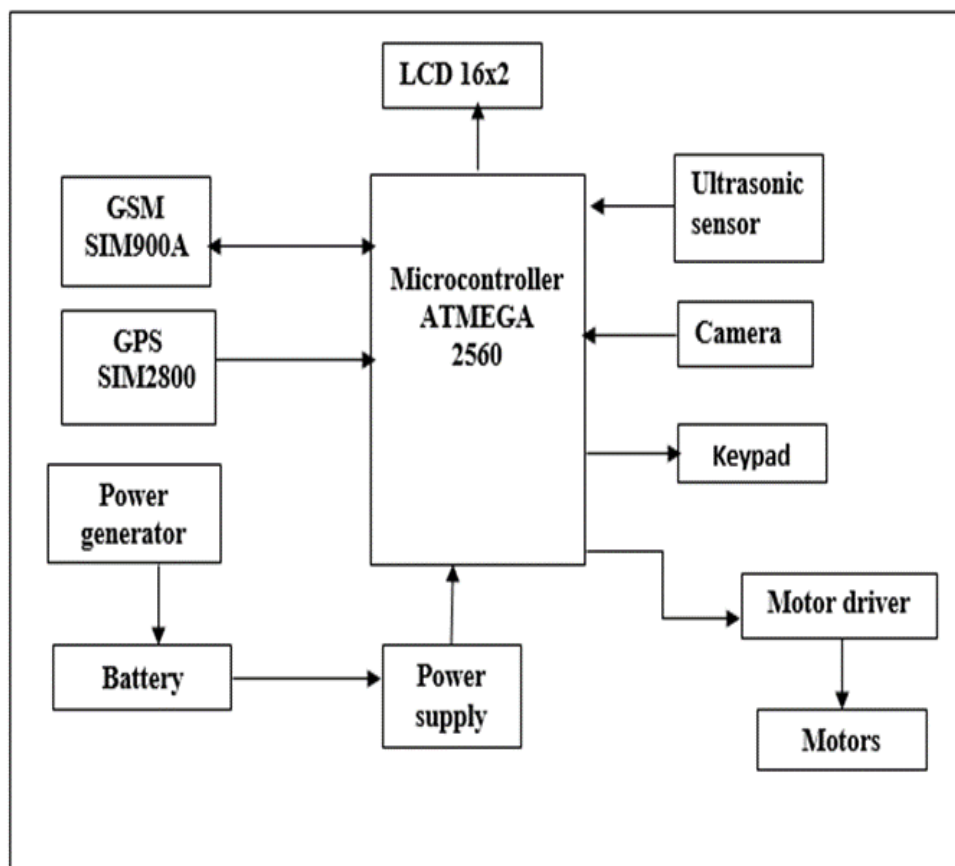 LCD 16x2
GSM
SIM900A
GPS
SIM2800
Power
generator
Battery
Microcontroller
ATMEGA
2560
Power
supply
Ultrasonic
sensor
Camera
Keypad
Motor driver
Motors